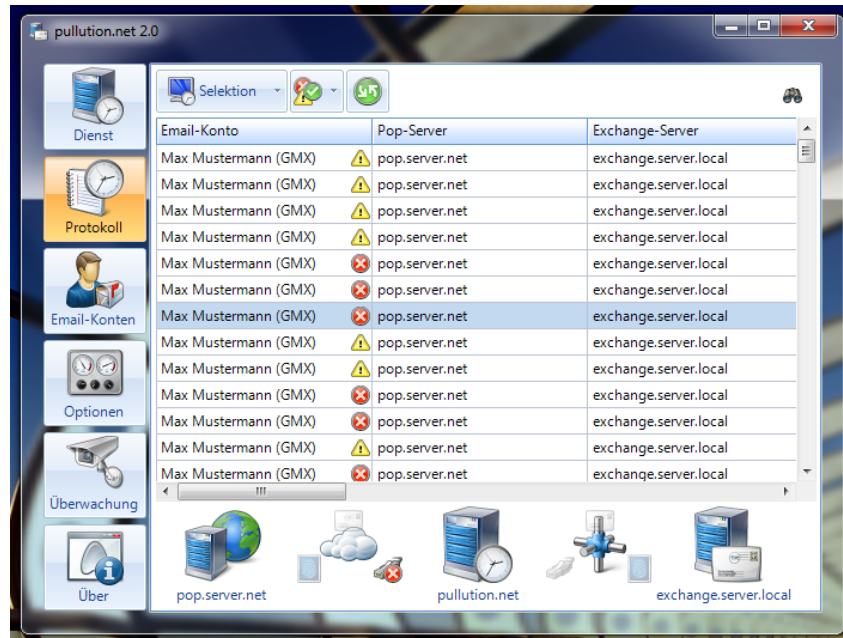 pullution.net 2.0
Dienst
Protokoll
Email-Konten
Optionen
Überwachung
Über
Selektion
Email-Konto Pop-Server Exchange-Server
Max Mustermann (GMX) pop.server.net exchange.server.local
Max Mustermann (GMX) pop.server.net exchange.server.local
Max Mustermann (GMX) pop.server.net exchange.server.local
Max Mustermann (GMX) pop.server.net exchange.server.local
Max Mustermann (GMX) pop.server.net exchange.server.local
Max Mustermann (GMX) pop.server.net exchange.server.local
Max Mustermann (GMX) pop.server.net exchange.server.local
Max Mustermann (GMX) pop.server.net exchange.server.local
Max Mustermann (GMX) pop.server.net exchange.server.local
Max Mustermann (GMX) pop.server.net exchange.server.local
Max Mustermann (GMX) pop.server.net exchange.server.local
Max Mustermann (GMX) pop.server.net exchange.server.local
Max Mustermann (GMX) pop.server.net exchange.server.local
pop.server.net pullution.net exchange.server.local